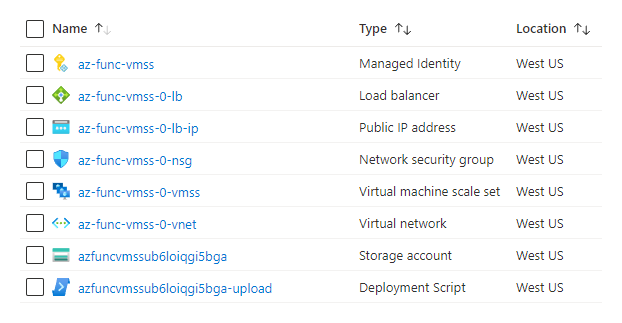 Name Type Location
az-func-vmss Managed Identity West US
az-func-vmss-0-lb Load balancer West US
az-func-vmss-0-lb-ip Public IP address West US
az-func-vmss-0-nsg Network security group West US
az-func-vmss-0-vmss Virtual machine scale set West US
az-func-vmss-0-vnet Virtual network West US
azfuncvmssub6loiqgi5bga Storage account West US
azfuncvmssub6loiqgi5bga-upload Deployment Script West US